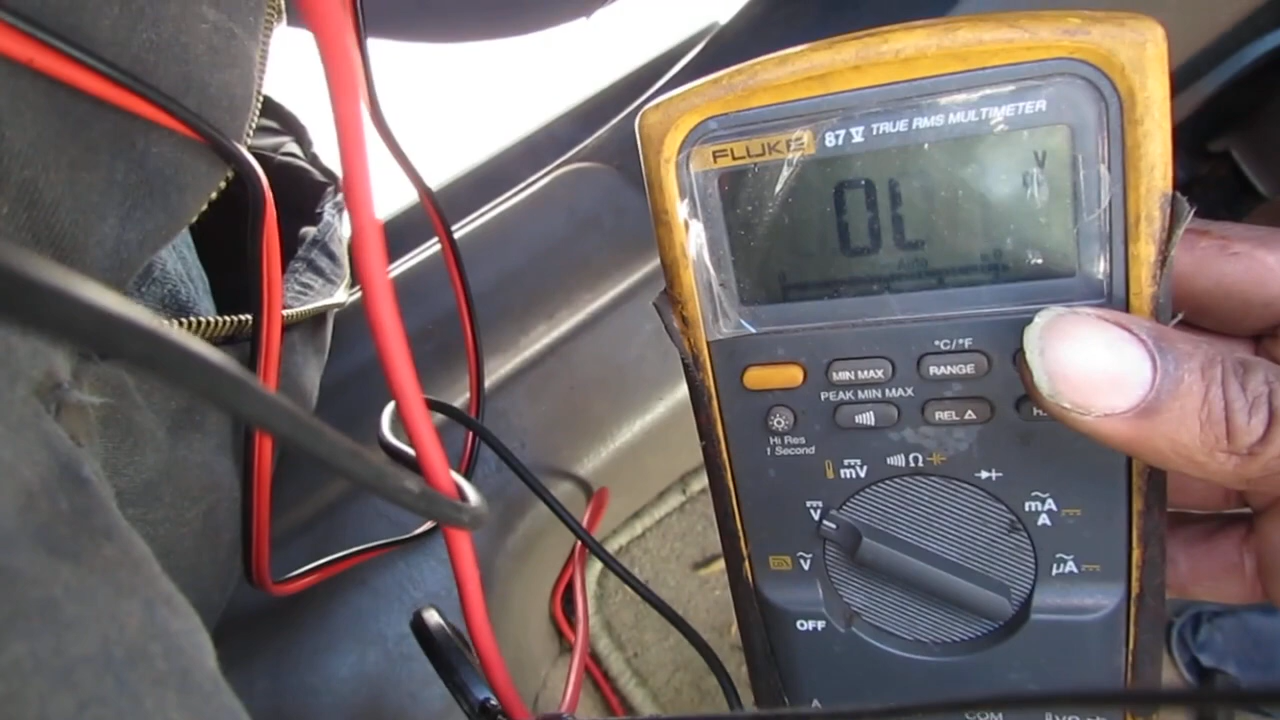 FLUKE 87 V TRUE RMS MULTIMETER
V
OL
Auto
°C/°F
MIN MAX RANGE
PEAK MIN MAX
REL Δ
Hi Res
1 Second
mV Ω
V mA
A
V μA
OFF
A
COM